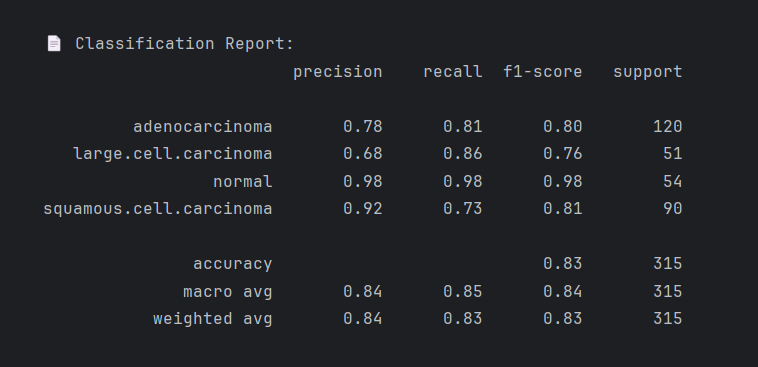 📄 Classification Report:
precision recall f1-score support
adenocarcinoma 0.78 0.81 0.80 120
large.cell.carcinoma 0.68 0.86 0.76 51
normal 0.98 0.98 0.98 54
squamous.cell.carcinoma 0.92 0.73 0.81 90
accuracy 0.83 315
macro avg 0.84 0.85 0.84 315
weighted avg 0.84 0.83 0.83 315